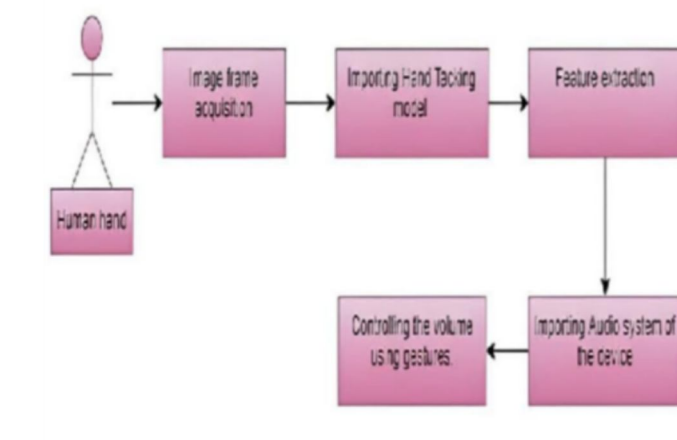 Image frame
acquisition
Importing Hand Tacking
model
Feature extraction
Human hand
Controlling the volume
using gestures.
Importing Audio system of
the device